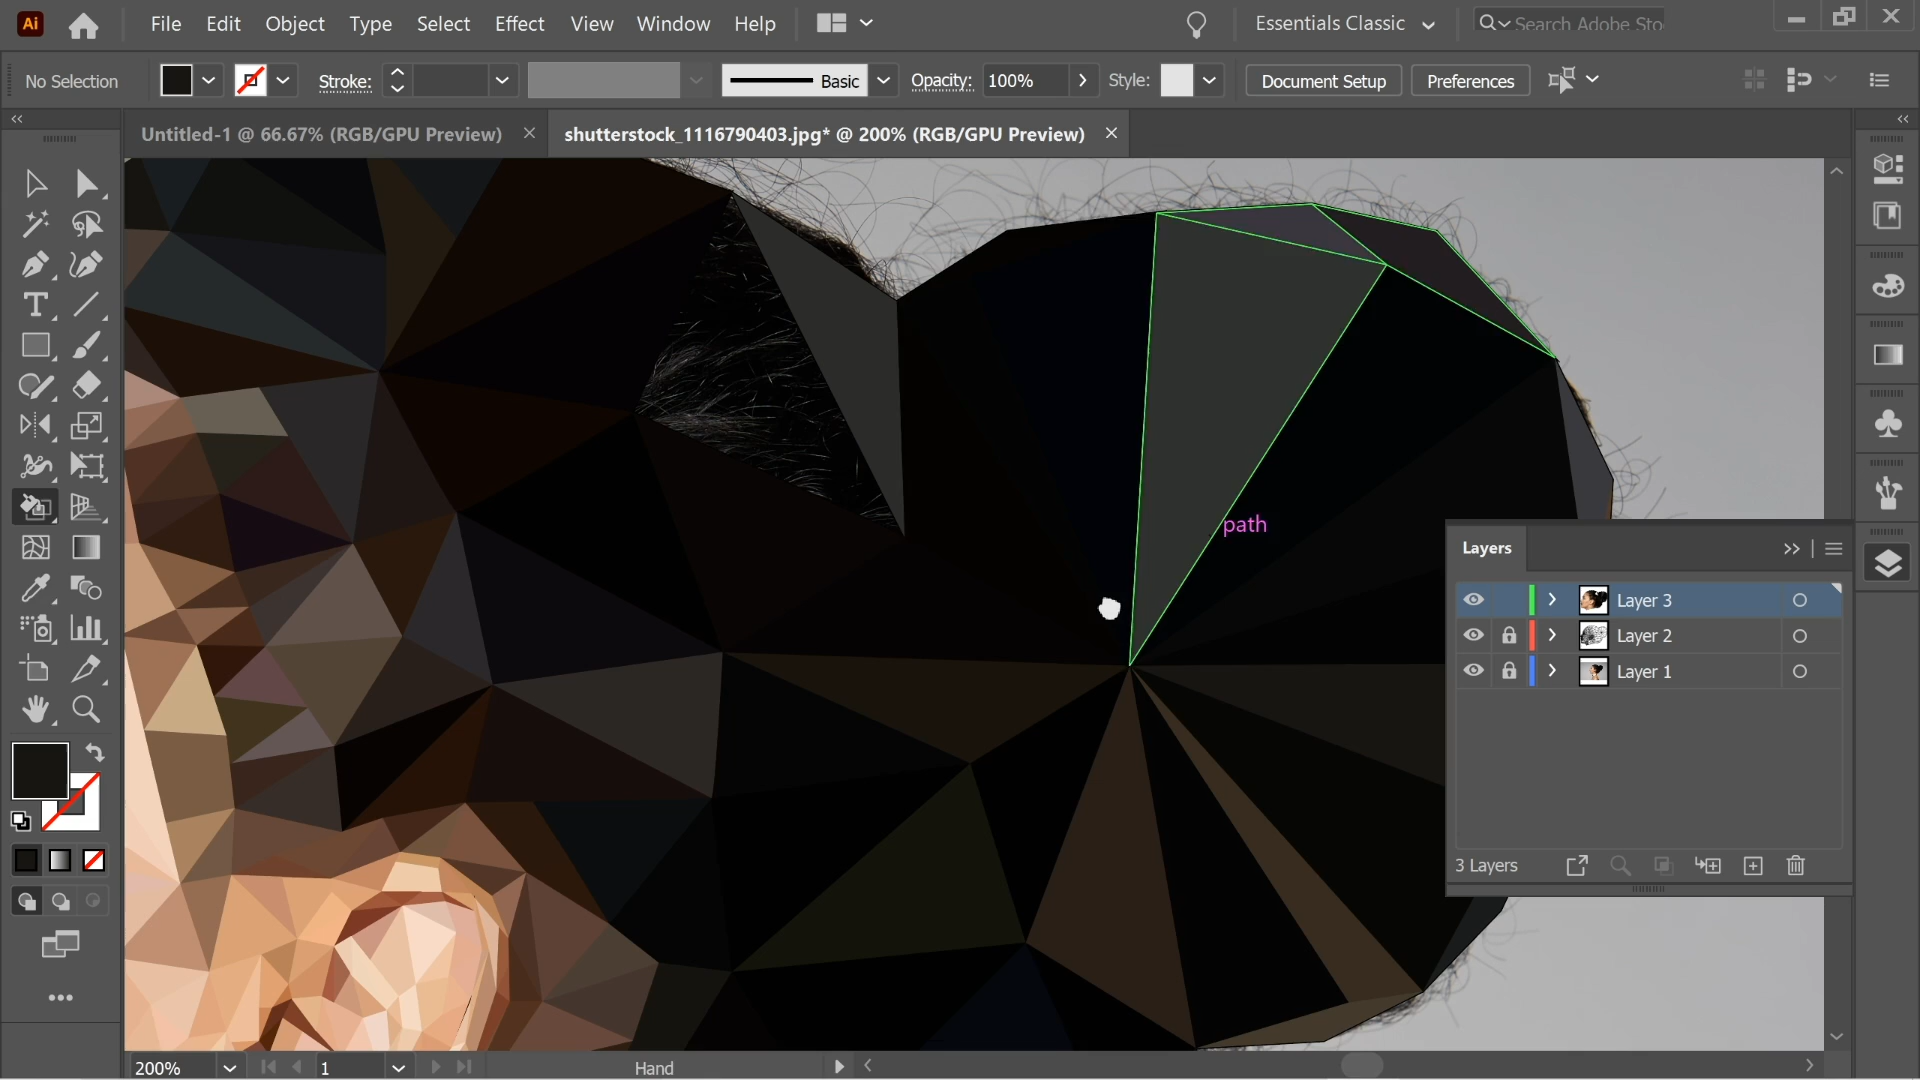 Ai File Edit Object Type Select Effect View Window Help Essentials Classic Search Adobe Sto
No Selection Stroke: Basic Opacity: 100% Style: Document Setup Preferences
Untitled-1 @ 66.67% (RGB/GPU Preview) shutterstock_1116790403.jpg* @ 200% (RGB/GPU Preview)
path
Layers
Layer 3
Layer 2
Layer 1
3 Layers
200% 1 Hand